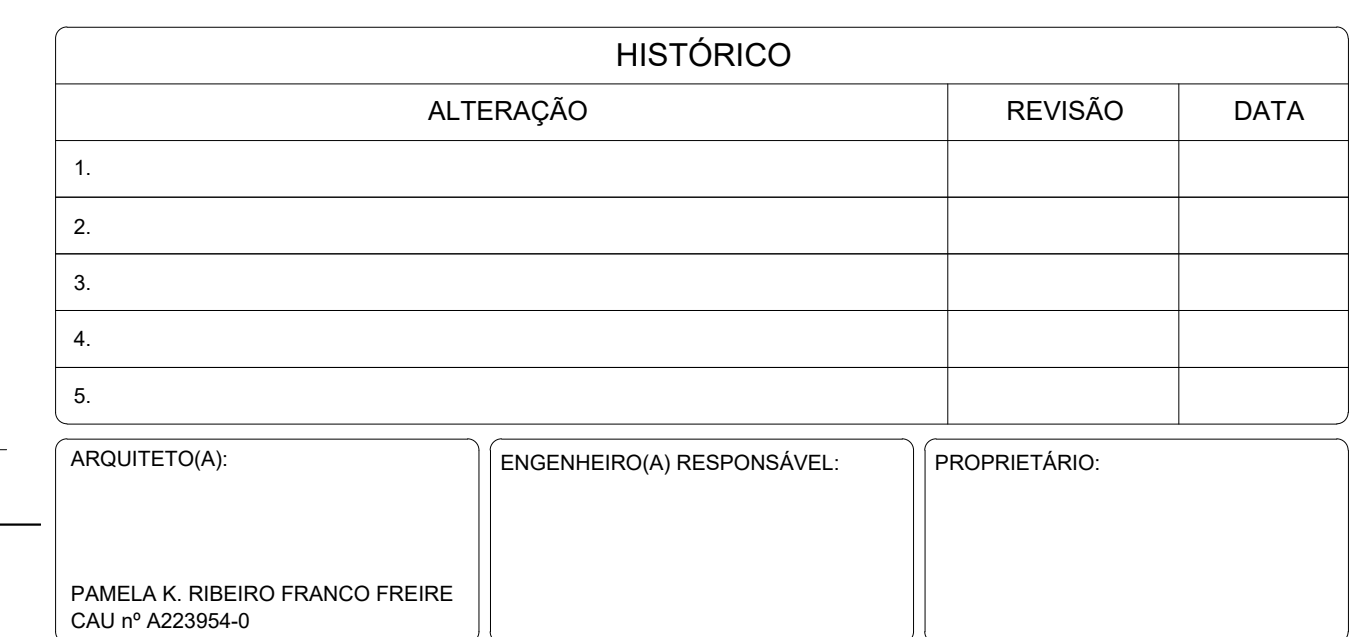 HISTÓRICO
ALTERAÇÃO REVISÃO DATA
1.
2.
3.
4.
5.
ARQUITETO(A):
PAMELA K. RIBEIRO FRANCO FREIRE
CAU nº A223954-0
ENGENHEIRO(A) RESPONSÁVEL:
PROPRIETÁRIO: